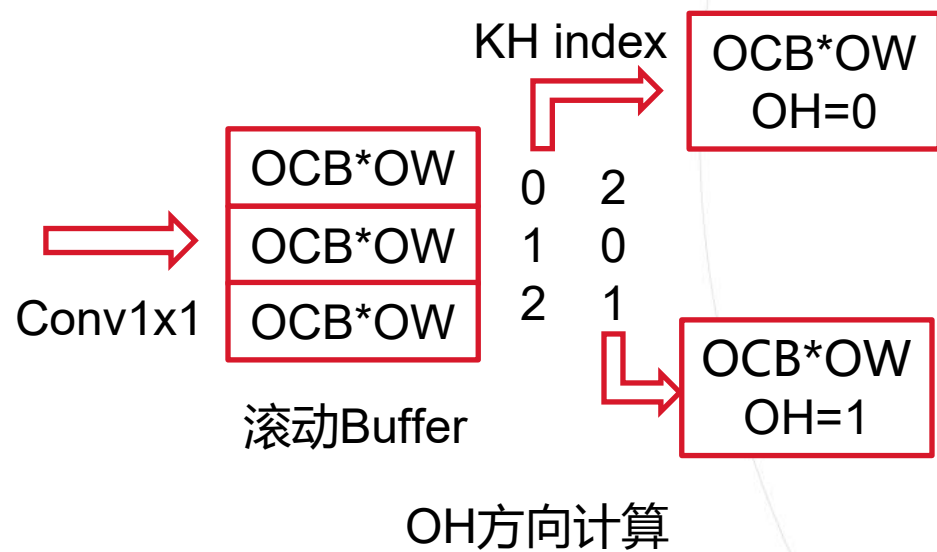 KH index
OCB*OW
OH=0
OCB*OW
OCB*OW
OCB*OW
0 2
1 0
2 1
Conv1x1
OCB*OW
OH=1
滚动Buffer
OH方向计算